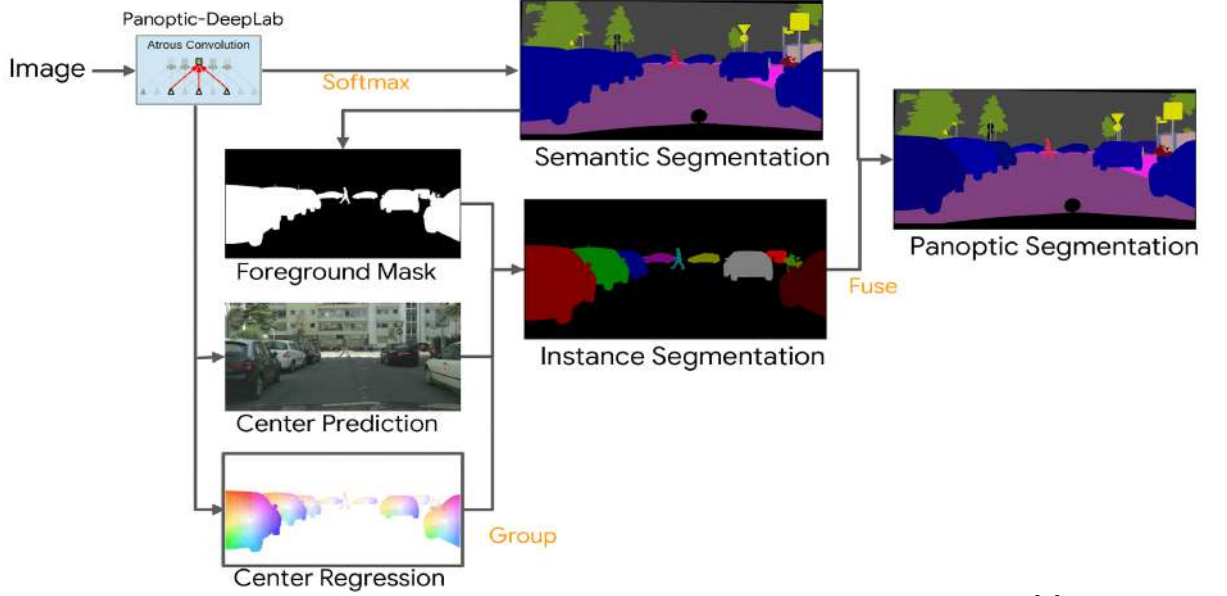 Panoptic-DeepLab
Atrous Convolution
Image
Softmax
Semantic Segmentation
Foreground Mask
Panoptic Segmentation
Fuse
Instance Segmentation
Center Prediction
Group
Center Regression